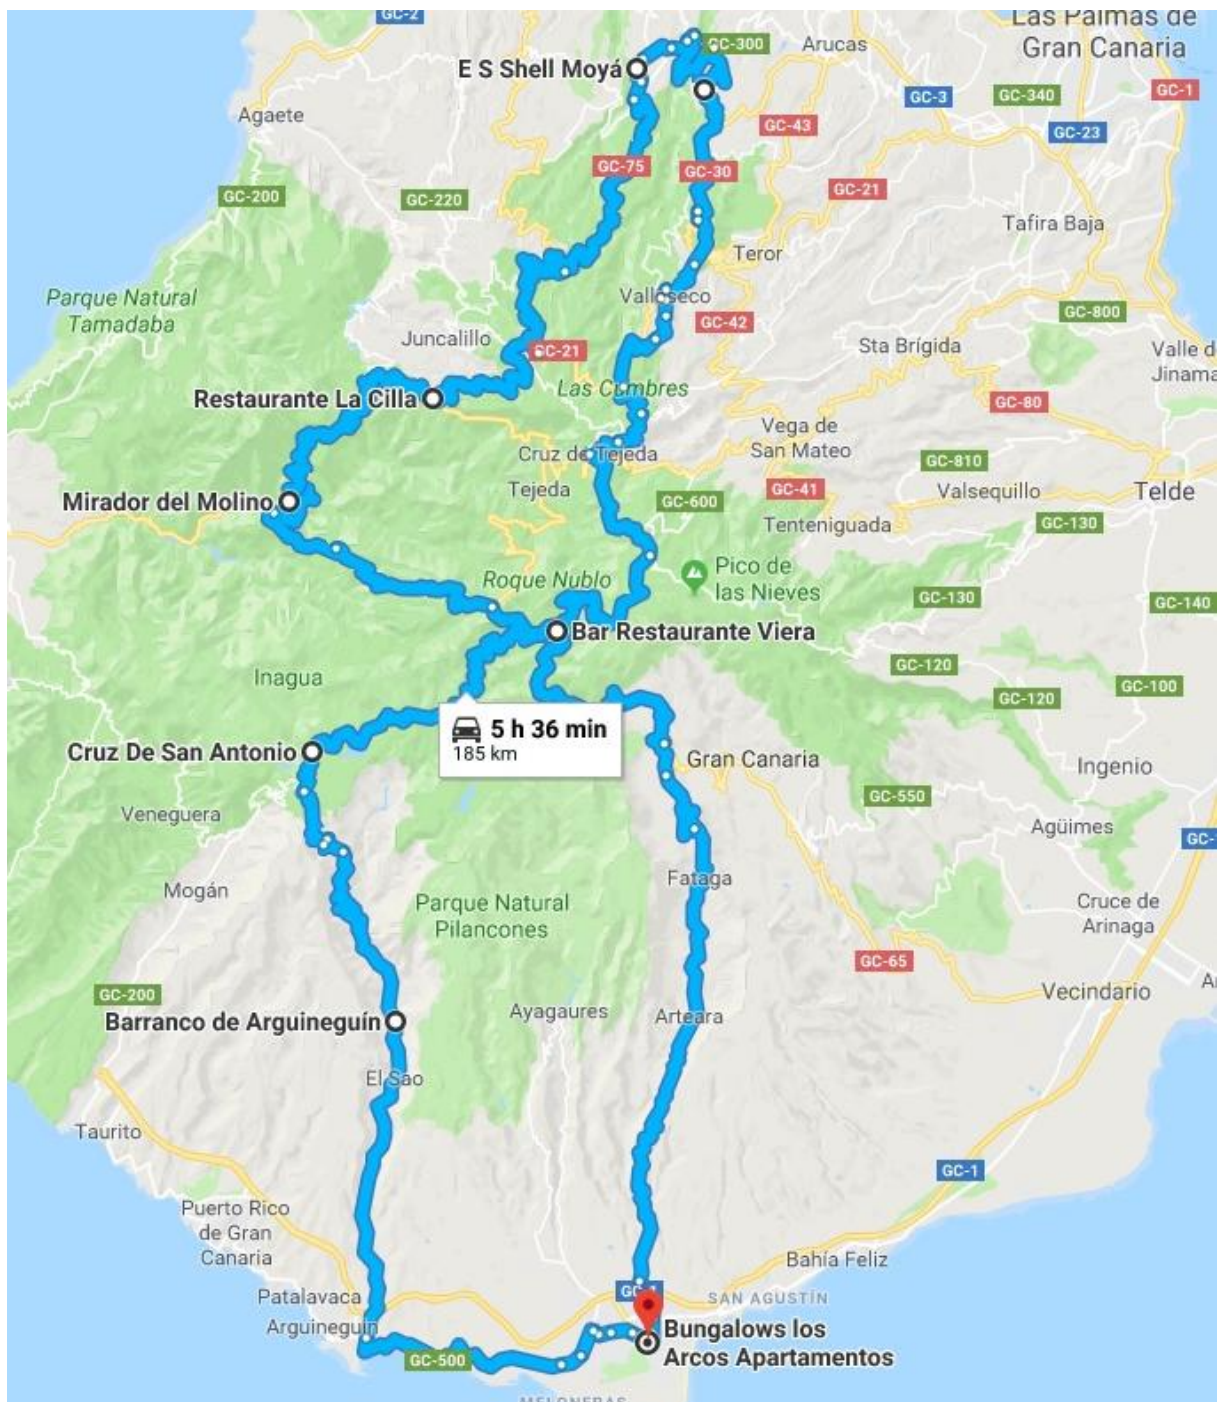 GC-2
Las Palmas de
Gran Canaria
GC-300
Arucas
E S Shell Moyá
GC-3
GC-340
GC-1
Agaete
GC-43
GC-23
GC-75
GC-30
GC-21
GC-200
GC-220
Tafira Baja
Teror
Parque Natural
Tamadaba
Valleseco
GC-800
GC-42
Juncalillo
GC-21
Sta Brígida
Valle d
Jinama
Las Cumbres
Restaurante La Cilla
GC-80
Vega de
San Mateo
Cruz de Tejeda
GC-810
Mirador del Molino
Tejeda
GC-41
Valsequillo
Telde
GC-600
Tenteniguada
GC-130
Roque Nublo
Pico de
las Nieves
GC-130
GC-140
Bar Restaurante Viera
GC-120
Inagua
GC-120
GC-100
5 h 36 min
185 km
Cruz De San Antonio
Gran Canaria
Ingenio
Veneguera
GC-550
Agüimes
GC-
Mogán
Fataga
Parque Natural
Pilancones
Cruce de
Arinaga
GC-65
GC-200
Vecindario
Ayagaures
Barranco de Arguineguín
Arteara
El Sao
Taurito
GC-1
Puerto Rico
de Gran
Canaria
Bahía Feliz
GC-1
Patalavaca
SAN AGUSTÍN
Arguineguín
Bungalows los
Arcos Apartamentos
GC-500
MELONERAS